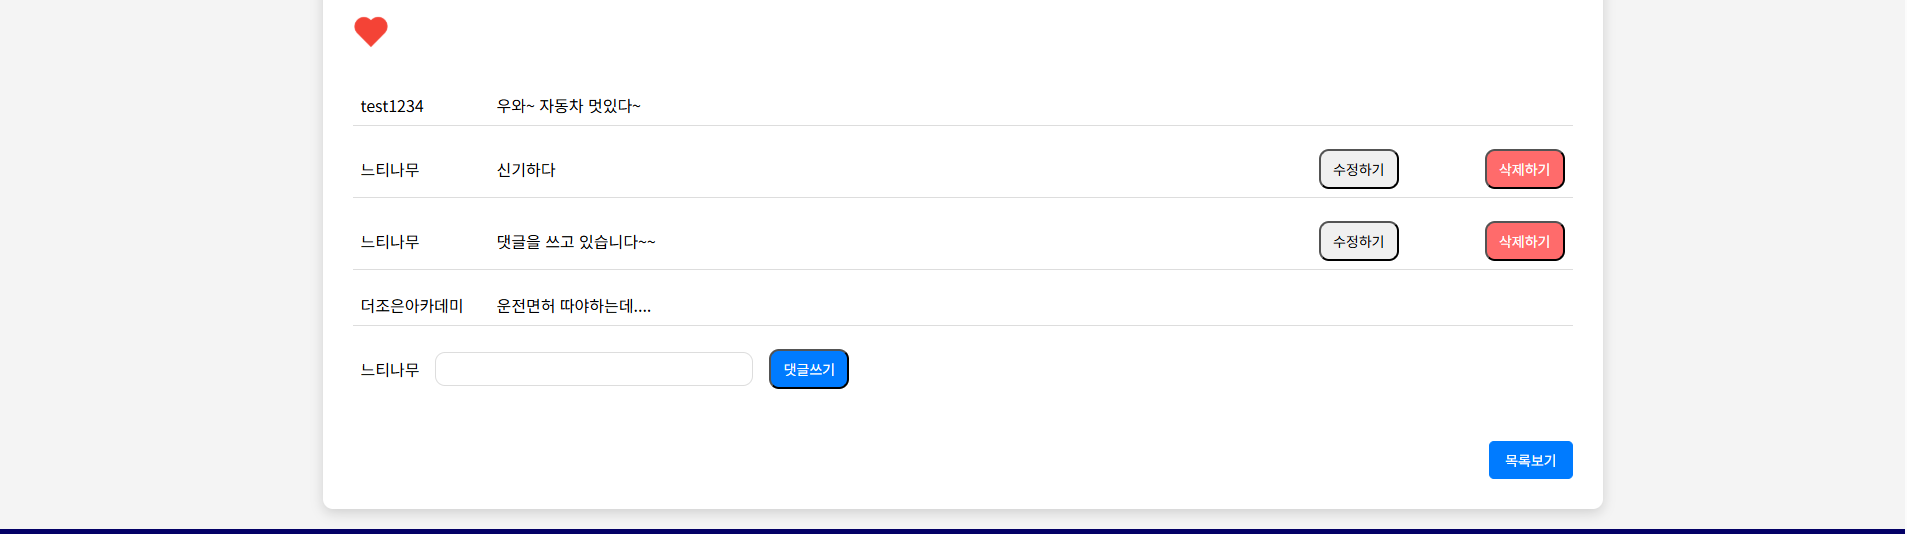 test1234 우와~ 자동차 멋있다~
느티나무 신기하다 수정하기 삭제하기
느티나무 댓글을 쓰고 있습니다~~ 수정하기 삭제하기
더조은아카데미 운전면허 따야하는데....
느티나무 댓글쓰기
목록보기